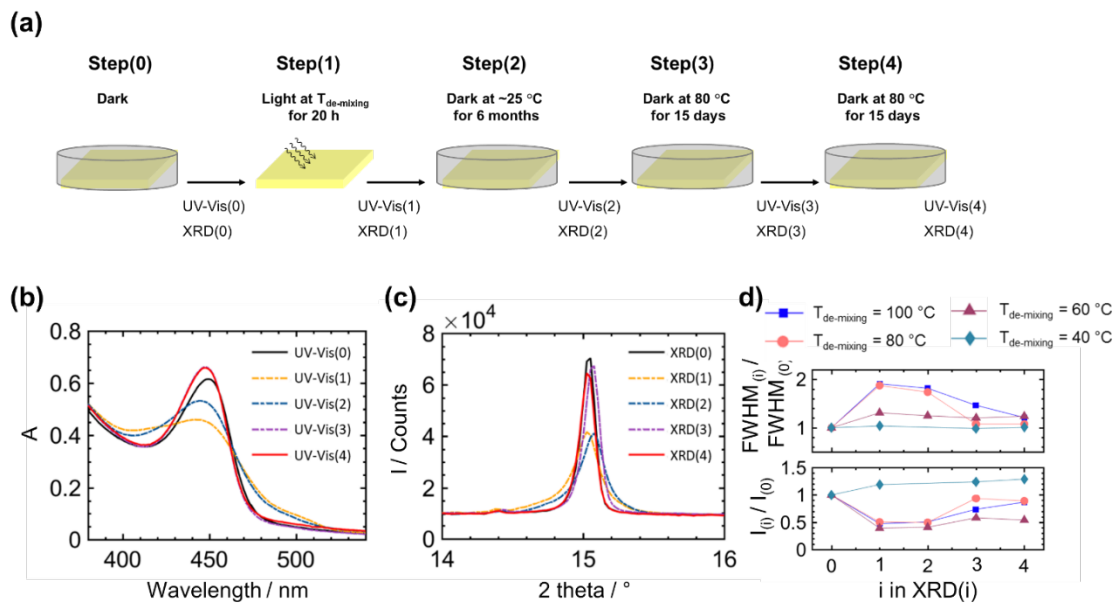 (a)
Step(0)
Step(1)
Step(2)
Step(3)
Step(4)
Dark
Light at T de-mixing
for 20 h
Dark at ~25 °C
for 6 months
Dark at 80 °C
for 15 days
Dark at 80 °C
for 15 days
UV-Vis(0)
XRD(0)
UV-Vis(1)
XRD(1)
UV-Vis(2)
XRD(2)
UV-Vis(3)
XRD(3)
UV-Vis(4)
XRD(4)
(b)
0.8
0.6
0.4
0.2
0
A
400
450
500
Wavelength / nm
UV-Vis(0)
UV-Vis(1)
UV-Vis(2)
UV-Vis(3)
UV-Vis(4)
(c)
×10⁴
8
6
4
2
0
I / Counts
14
15
16
2 theta / °
XRD(0)
XRD(1)
XRD(2)
XRD(3)
XRD(4)
d)
T de-mixing = 100 °C
T de-mixing = 80 °C
T de-mixing = 60 °C
T de-mixing = 40 °C
FWHM(i) /
FWHM(0)
2
1
I(i) / I(0)
1.5
1
0.5
0
0
1
2
3
4
i in XRD(i)